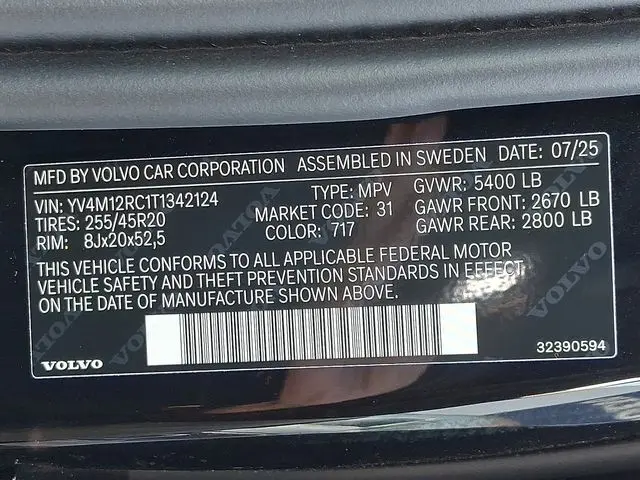 MFD BY VOLVO CAR CORPORATION ASSEMBLED IN SWEDEN DATE: 07/25
VIN: YV4M12RC1T1342124 TYPE: MPV GVWR: 5400 LB
TIRES: 255/45R20 MARKET CODE: 31 GAWR FRONT: 2670 LB
RIM: 8Jx20x52,5 COLOR: 717 GAWR REAR: 2800 LB
THIS VEHICLE CONFORMS TO ALL APPLICABLE FEDERAL MOTOR
VEHICLE SAFETY AND THEFT PREVENTION STANDARDS IN EFFECT
ON THE DATE OF MANUFACTURE SHOWN ABOVE.
VOLVO 32390594